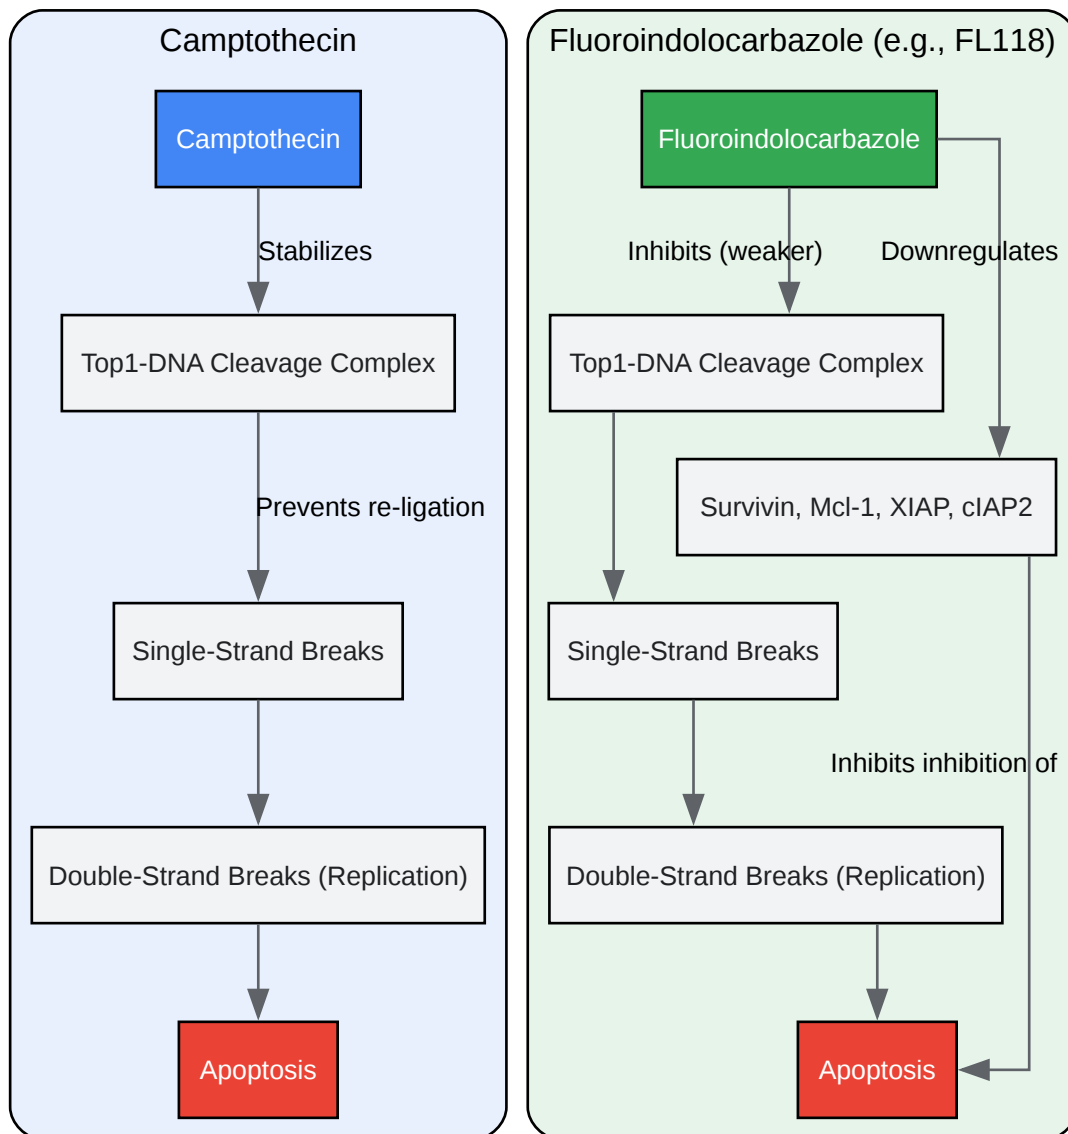 Camptothecin
Camptothecin
Stabilizes
Top1-DNA Cleavage Complex
Prevents re-ligation
Single-Strand Breaks
Double-Strand Breaks (Replication)
Apoptosis
Fluoroindolocarbazole (e.g., FL118)
Fluoroindolocarbazole
Inhibits (weaker)
Downregulates
Top1-DNA Cleavage Complex
Survivin, Mcl-1, XIAP, cIAP2
Single-Strand Breaks
Inhibits inhibition of
Double-Strand Breaks (Replication)
Apoptosis